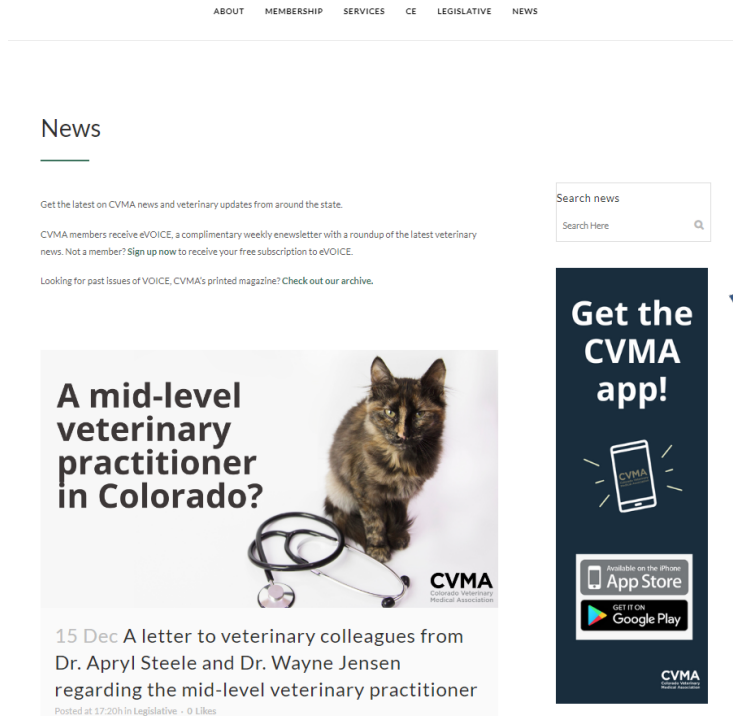 ABOUT MEMBERSHIP SERVICES CE LEGISLATIVE NEWS
News
Get the latest on CVMA news and veterinary updates from around the state.
CVMA members receive eVOICE, a complimentary weekly enewsletter with a roundup of the latest veterinary
news. Not a member? Sign up now to receive your free subscription to eVOICE.
Looking for past issues of VOICE, CVMA's printed magazine? Check out our archive.
A mid-level
veterinary
practitioner
in Colorado?
CVMA
Colorado Veterinary
Medical Association
15 Dec A letter to veterinary colleagues from
Dr. Apryl Steele and Dr. Wayne Jensen
regarding the mid-level veterinary practitioner
Posted at 17:20h in Legislative · 0 Likes
Search news
Search Here
Get the
CVMA
app!
CVMA
Available on the iPhone
App Store
GET IT ON
Google Play
CVMA
Colorado Veterinary
Medical Association